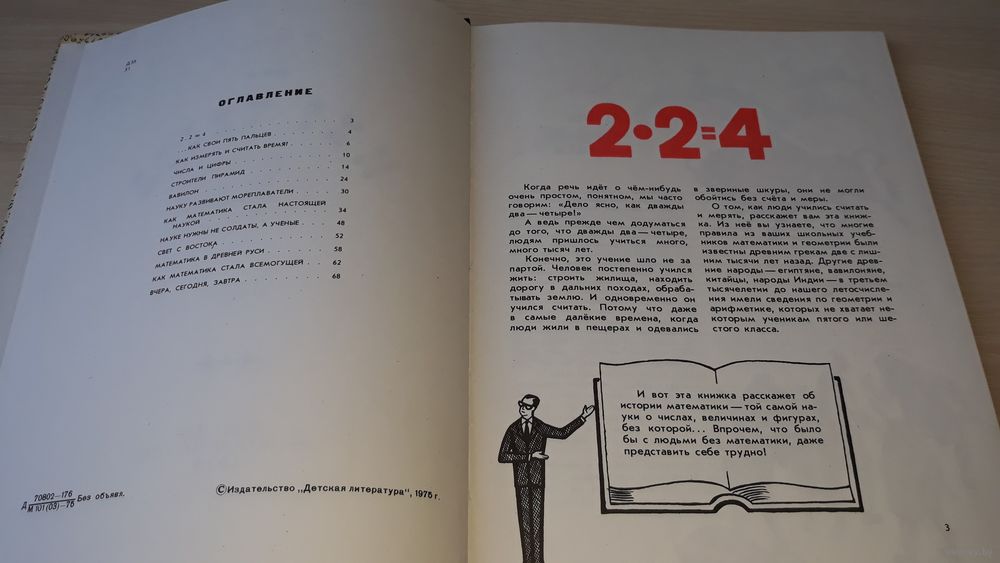 Д38
51
ОГЛАВЛЕНИЕ
2·2=4 . . . . . . . . . . . . 3
. . . КАК СВОИ ПЯТЬ ПАЛЬЦЕВ . . . . . . 4
КАК ИЗМЕРЯТЬ И СЧИТАТЬ ВРЕМЯ? . . . . 6
ЧИСЛА И ЦИФРЫ . . . . . . . . 10
СТРОИТЕЛИ ПИРАМИД . . . . . . . 14
ВАВИЛОН . . . . . . . . . . 24
НАУКУ РАЗВИВАЮТ МОРЕПЛАВАТЕЛИ . . . . 30
КАК МАТЕМАТИКА СТАЛА НАСТОЯЩЕЙ
НАУКОЙ . . . . . . . . . . 34
НАУКЕ НУЖНЫ НЕ СОЛДАТЫ, А УЧЕНЫЕ . . . 48
СВЕТ С ВОСТОКА . . . . . . . . 52
МАТЕМАТИКА В ДРЕВНЕЙ РУСИ . . . . . 58
КАК МАТЕМАТИКА СТАЛА ВСЕМОГУЩЕЙ . . . 62
ВЧЕРА, СЕГОДНЯ, ЗАВТРА . . . . . . 68
70802—176
Д М 101 (03)—75 Без объявл.
© Издательство „Детская литература", 1975 г.
2·2=4
Когда речь идёт о чём-нибудь
очень простом, понятном, мы часто
говорим: «Дело ясно, как дважды
два — четыре!»
А ведь прежде чем додуматься
до того, что дважды два — четыре,
людям пришлось учиться много,
много тысяч лет.
Конечно, это учение шло не за
партой. Человек постепенно учился
жить: строить жилища, находить
дорогу в дальних походах, обраба-
тывать землю. И одновременно он
учился считать. Потому что даже
в самые далёкие времена, когда
люди жили в пещерах и одевались
в звериные шкуры, они не могли
обойтись без счёта и меры.
О том, как люди учились считать
и мерять, расскажет вам эта книж-
ка. Из неё вы узнаете, что многие
правила из ваших школьных учеб-
ников математики и геометрии были
известны древним грекам две с лиш-
ним тысячи лет назад. Другие древ-
ние народы — египтяне, вавилоняне,
китайцы, народы Индии — в третьем
тысячелетии до нашего летосчисле-
ния имели сведения по геометрии и
арифметике, которых не хватает не-
которым ученикам пятого или ше-
стого класса.
И вот эта книжка расскажет об
истории математики — той самой на-
уки о числах, величинах и фигурах,
без которой... Впрочем, что было
бы с людьми без математики, даже
представить себе трудно!
3